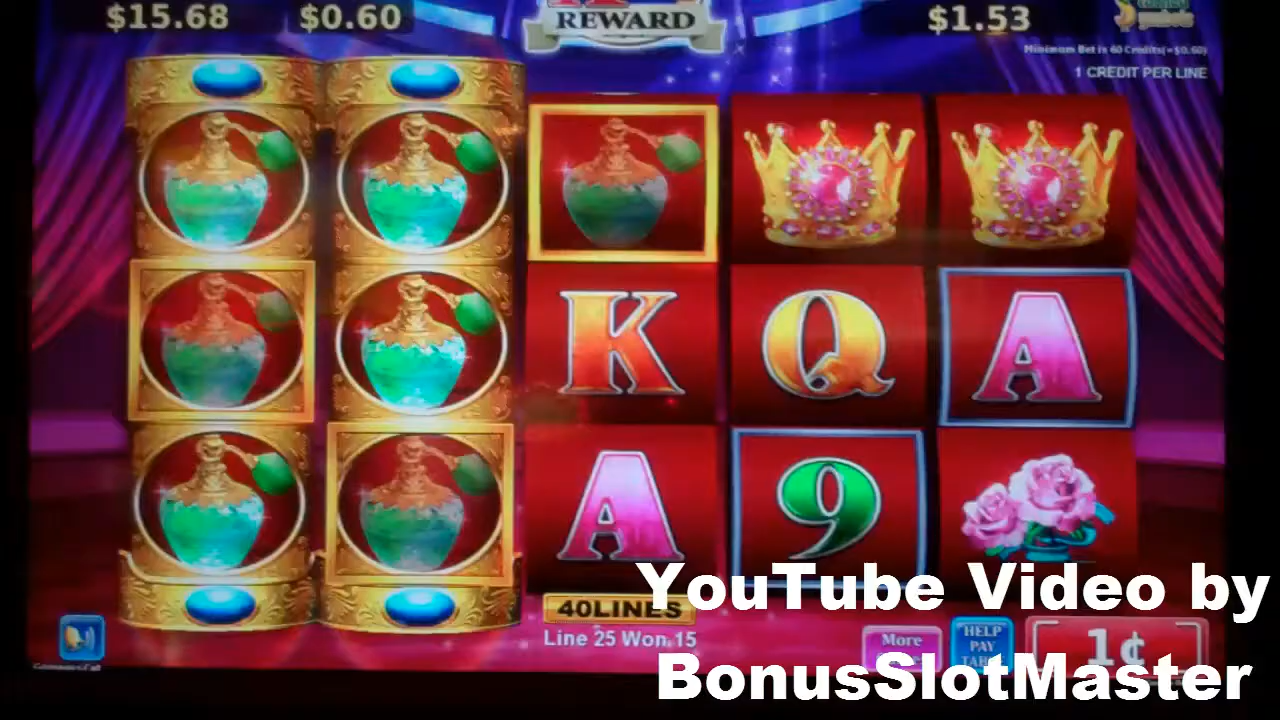 $15.68 $0.60 $1.53
REWARD
Minimum Bet is 60 Credits(=$0.60)
1 CREDIT PER LINE
K Q A
A 9
40LINES
Line 25 Won 15
More
HELP
PAY
1¢
YouTube Video by
BonusSlotMaster